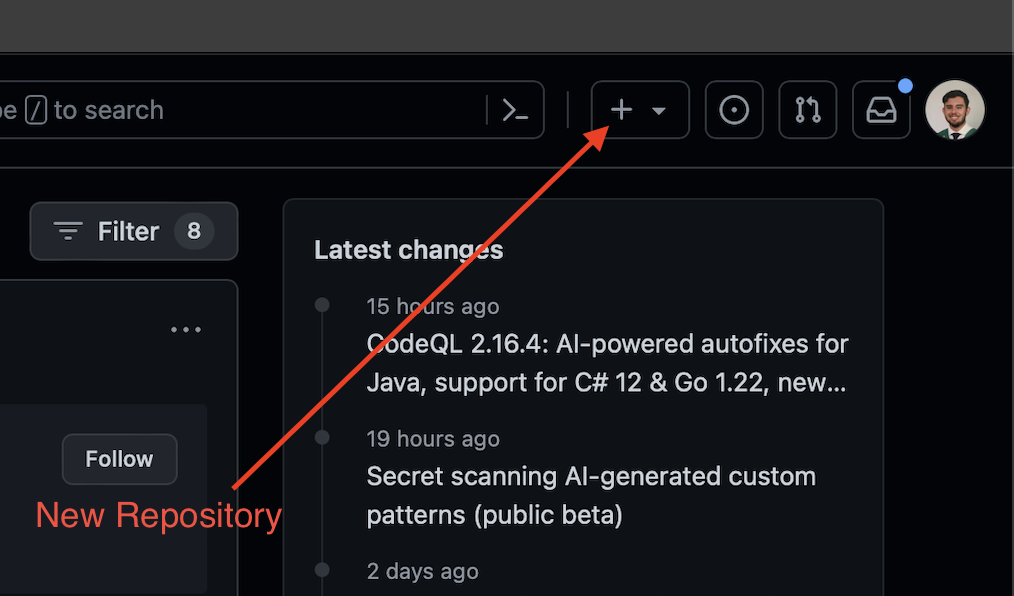 / to search
Filter 8
Latest changes
15 hours ago
CodeQL 2.16.4: AI-powered autofixes for
Java, support for C# 12 & Go 1.22, new...
19 hours ago
Follow
Secret scanning AI-generated custom
patterns (public beta)
New Repository
2 days ago